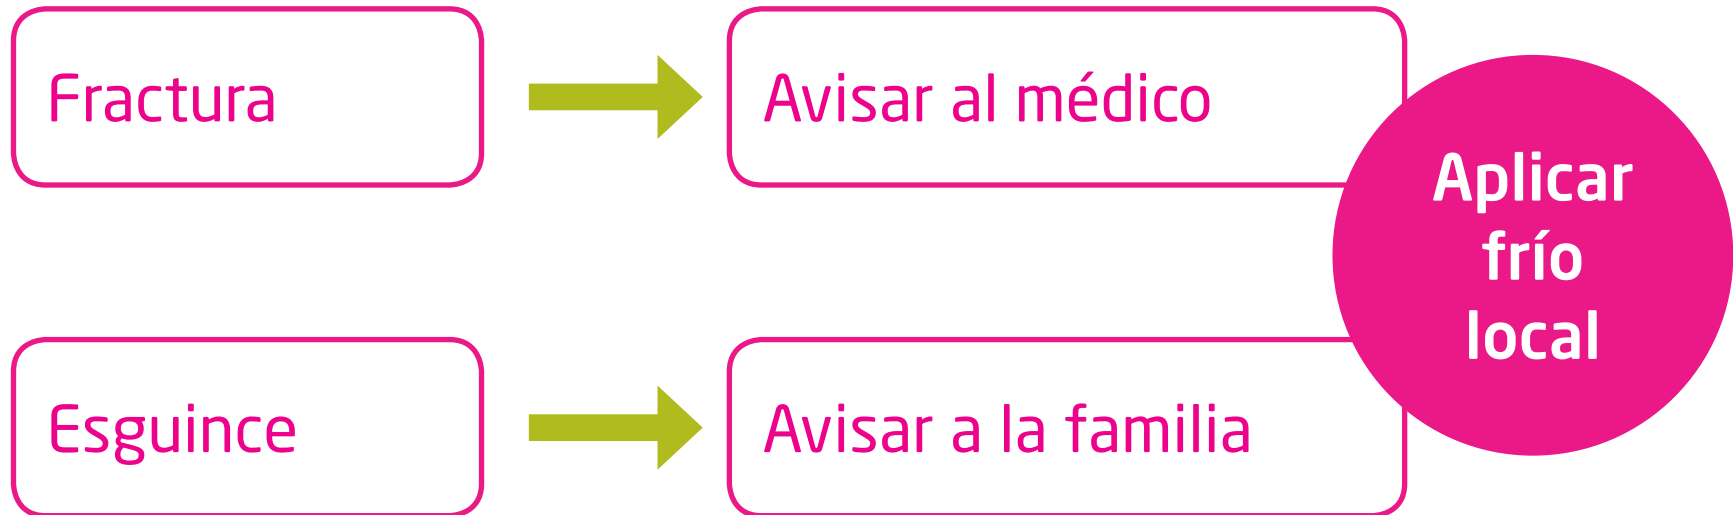 Fractura
Avisar al médico
Esguince
Avisar a la familia
Aplicar
frío
local